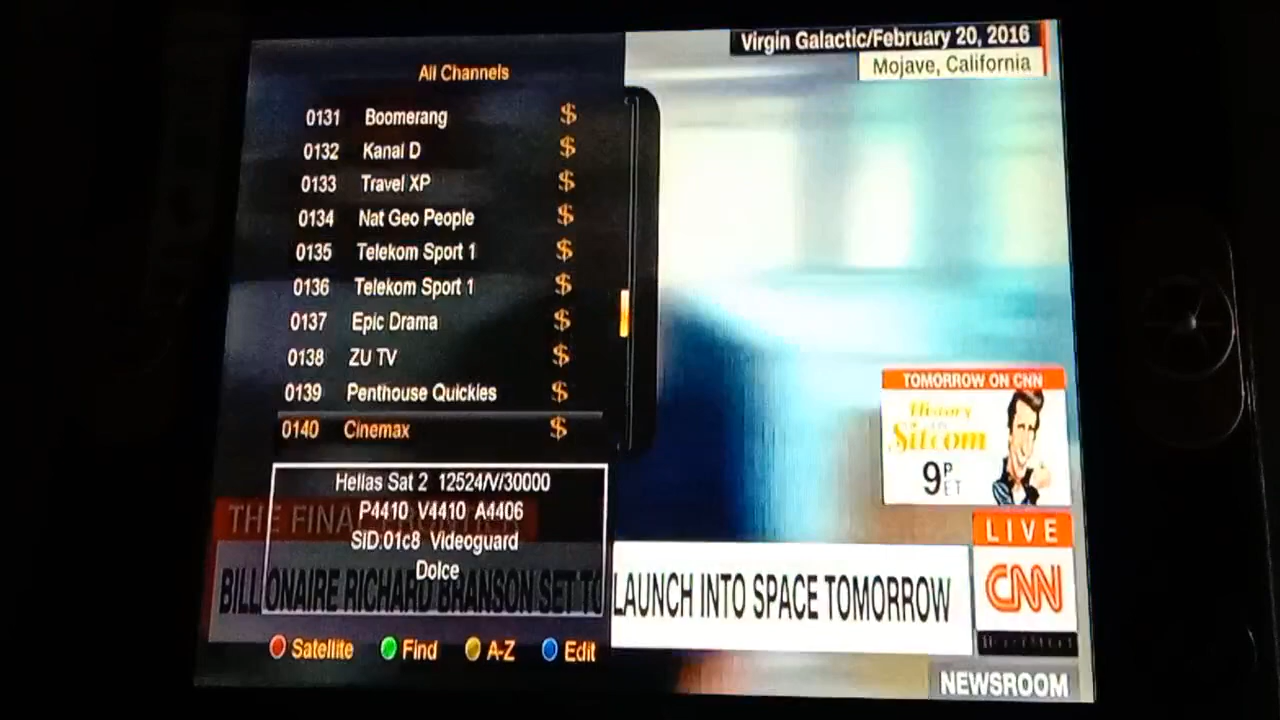 Virgin Galactic/February 20, 2016
Mojave, California
All Channels
0131 Boomerang $
0132 Kanal D $
0133 Travel XP $
0134 Nat Geo People $
0135 Telekom Sport 1 $
0136 Telekom Sport 1 $
0137 Epic Drama $
0138 ZU TV $
0139 Penthouse Quickies $
0140 Cinemax $
TOMORROW ON CNN
History
Sitcom
9P ET
Hellas Sat 2 12524/V/30000
P4410 V4410 A4406
SID:01c8 Videoguard
Dolce
THE FINAL FRONTIER
LIVE
CNN
BILLIONAIRE RICHARD BRANSON SET TO LAUNCH INTO SPACE TOMORROW
Satellite Find A-Z Edit
NEWSROOM